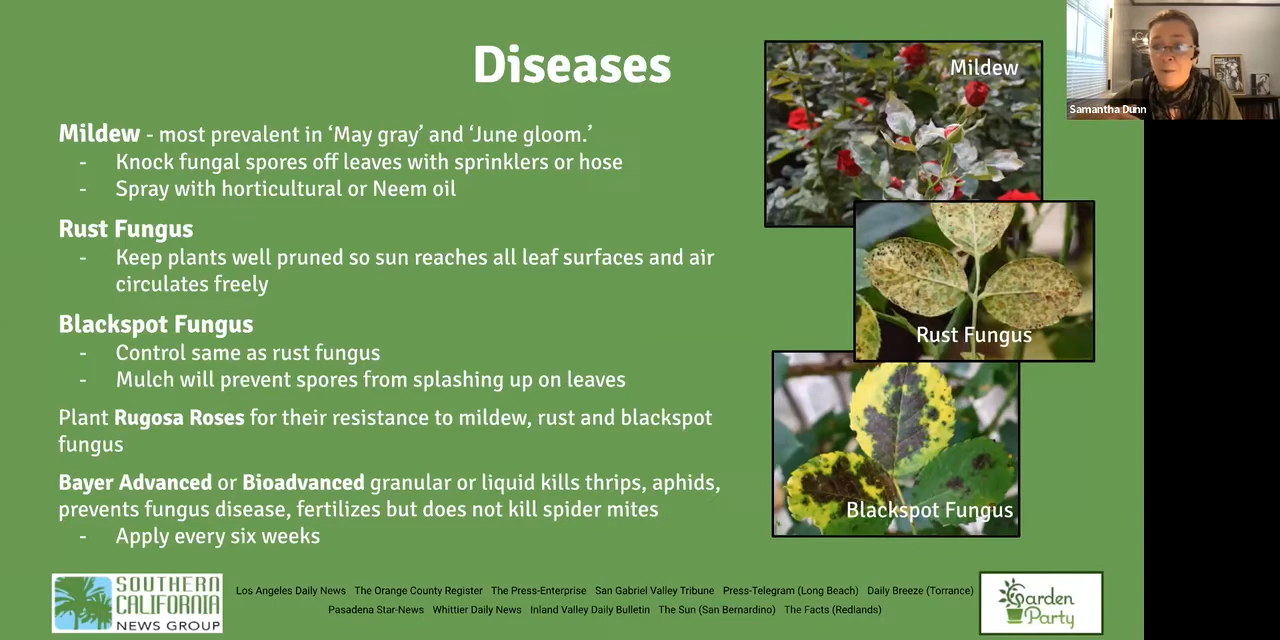 Diseases
Mildew
Samantha Dunn
Mildew - most prevalent in ‘May gray’ and ‘June gloom.’
- Knock fungal spores off leaves with sprinklers or hose
- Spray with horticultural or Neem oil
Rust Fungus
- Keep plants well pruned so sun reaches all leaf surfaces and air
circulates freely
Rust Fungus
Blackspot Fungus
- Control same as rust fungus
- Mulch will prevent spores from splashing up on leaves
Plant Rugosa Roses for their resistance to mildew, rust and blackspot
fungus
Bayer Advanced or Bioadvanced granular or liquid kills thrips, aphids,
prevents fungus disease, fertilizes but does not kill spider mites
- Apply every six weeks
Blackspot Fungus
SOUTHERN
CALIFORNIA
NEWS GROUP
Los Angeles Daily News The Orange County Register The Press-Enterprise San Gabriel Valley Tribune Press-Telegram (Long Beach) Daily Breeze (Torrance)
Pasadena Star-News Whittier Daily News Inland Valley Daily Bulletin The Sun (San Bernardino) The Facts (Redlands)
Garden
Party